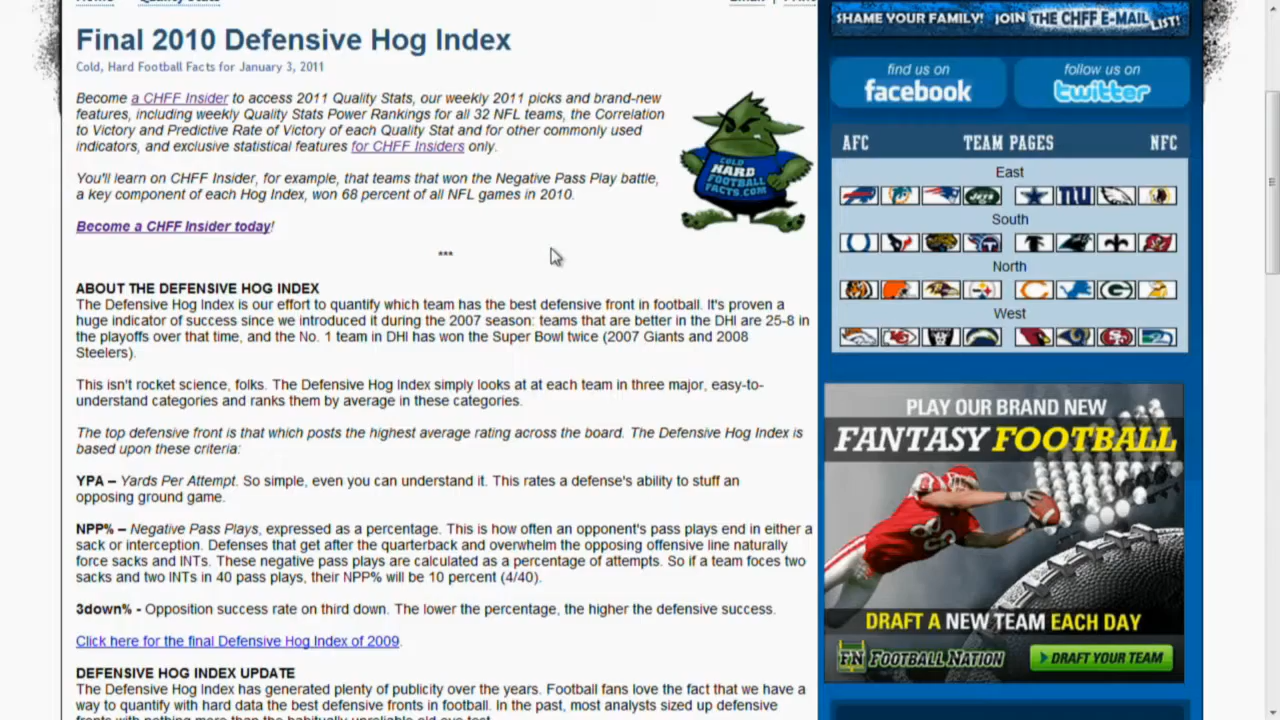 SHAME YOUR FAMILY! JOIN THE CHFF E-MAIL LIST!
Final 2010 Defensive Hog Index
Cold, Hard Football Facts for January 3, 2011
find us on
facebook
follow us on
twitter
Become a CHFF Insider to access 2011 Quality Stats, our weekly 2011 picks and brand-new
features, including weekly Quality Stats Power Rankings for all 32 NFL teams, the Correlation
to Victory and Predictive Rate of Victory of each Quality Stat and for other commonly used
indicators, and exclusive statistical features for CHFF Insiders only.
You'll learn on CHFF Insider, for example, that teams that won the Negative Pass Play battle,
a key component of each Hog Index, won 68 percent of all NFL games in 2010.
Become a CHFF Insider today!
***
COLD
HARD
FOOTBALL
FACTS.COM
AFC TEAM PAGES NFC
East
South
North
West
ABOUT THE DEFENSIVE HOG INDEX
The Defensive Hog Index is our effort to quantify which team has the best defensive front in football. It's proven a
huge indicator of success since we introduced it during the 2007 season: teams that are better in the DHI are 25-8 in
the playoffs over that time, and the No. 1 team in DHI has won the Super Bowl twice (2007 Giants and 2008
Steelers).
This isn't rocket science, folks. The Defensive Hog Index simply looks at at each team in three major, easy-to-
understand categories and ranks them by average in these categories.
The top defensive front is that which posts the highest average rating across the board. The Defensive Hog Index is
based upon these criteria:
YPA – Yards Per Attempt. So simple, even you can understand it. This rates a defense's ability to stuff an
opposing ground game.
NPP% – Negative Pass Plays, expressed as a percentage. This is how often an opponent's pass plays end in either a
sack or interception. Defenses that get after the quarterback and overwhelm the opposing offensive line naturally
force sacks and INTs. These negative pass plays are calculated as a percentage of attempts. So if a team foces two
sacks and two INTs in 40 pass plays, their NPP% will be 10 percent (4/40).
3down% - Opposition success rate on third down. The lower the percentage, the higher the defensive success.
Click here for the final Defensive Hog Index of 2009.
DEFENSIVE HOG INDEX UPDATE
The Defensive Hog Index has generated plenty of publicity over the years. Football fans love the fact that we have a
way to quantify with hard data the best defensive fronts in football. In the past, most analysts sized up defensive
PLAY OUR BRAND NEW
FANTASY FOOTBALL
DRAFT A NEW TEAM EACH DAY
FN FOOTBALL NATION
DRAFT YOUR TEAM